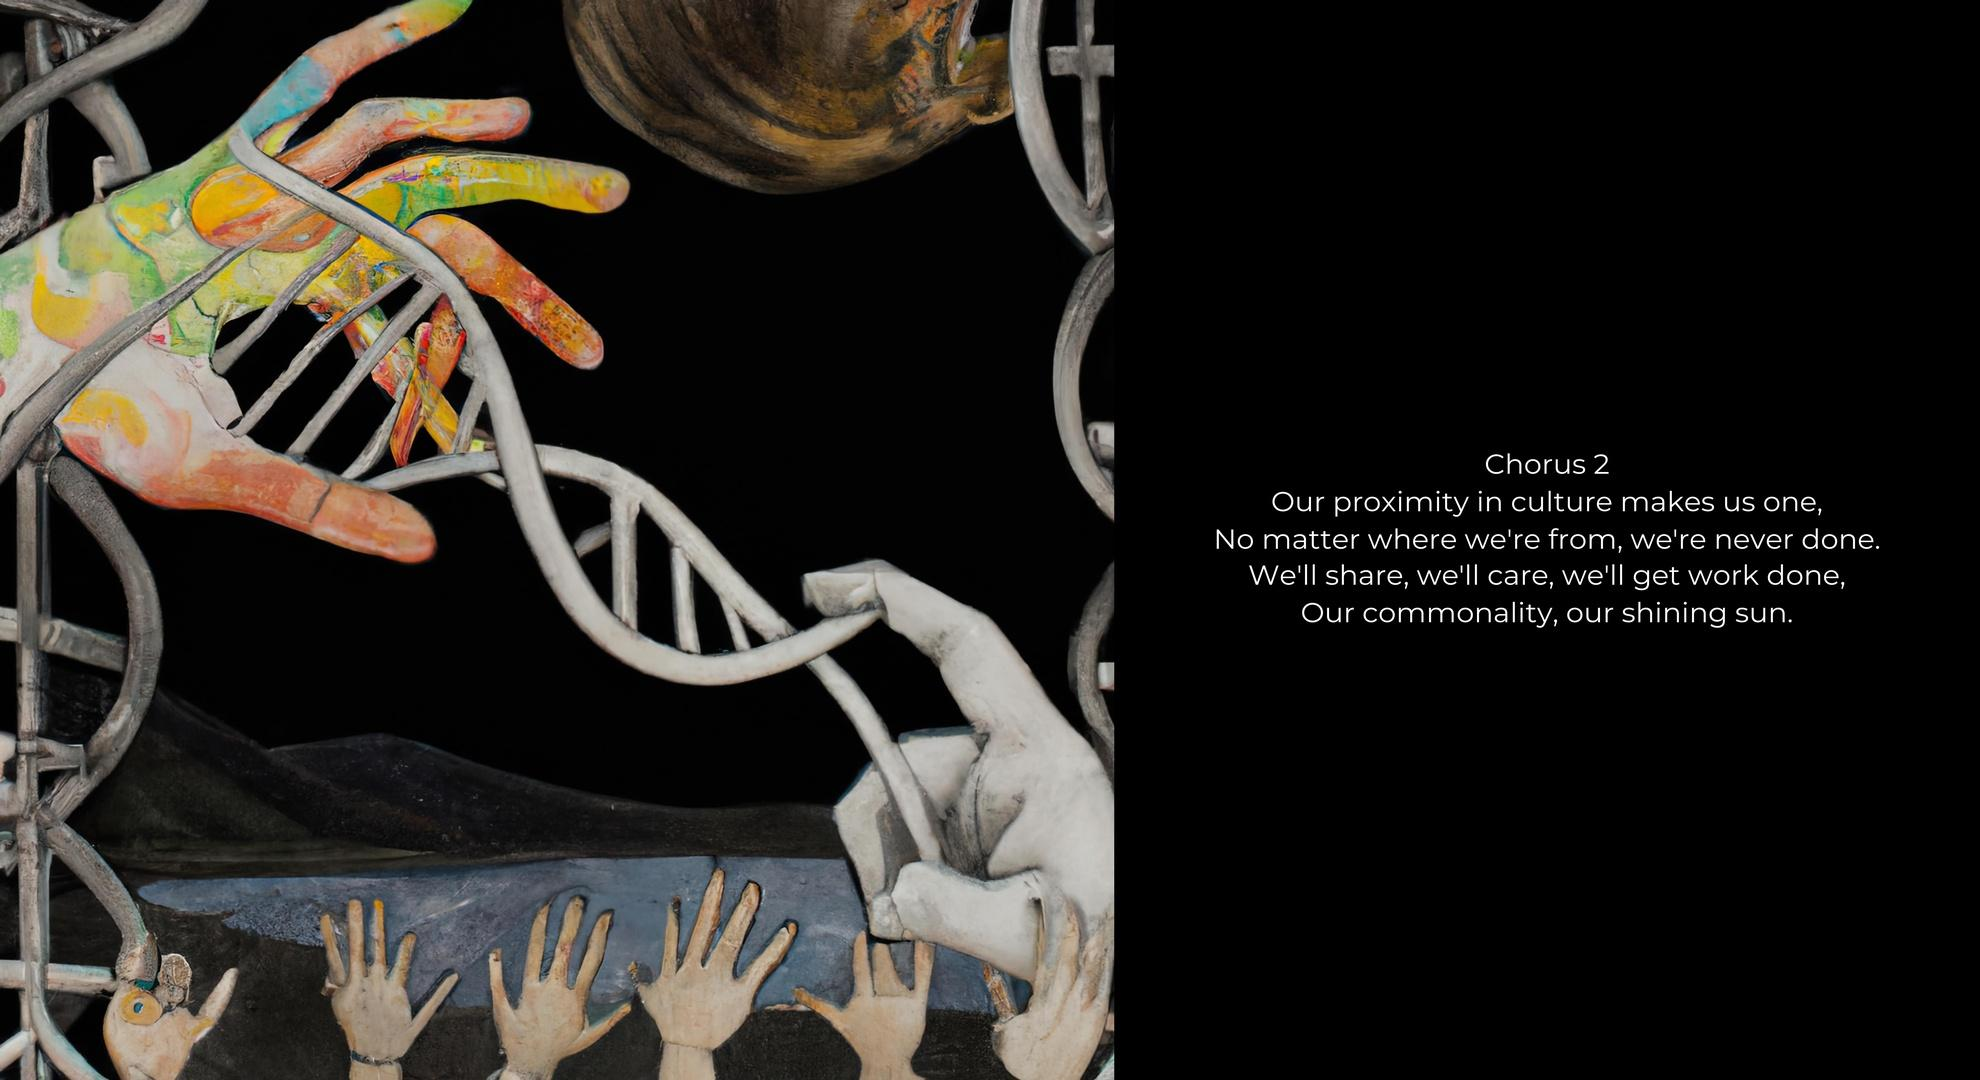 Chorus 2
Our proximity in culture makes us one,
No matter where we're from, we're never done.
We'll share, we'll care, we'll get work done,
Our commonality, our shining sun.